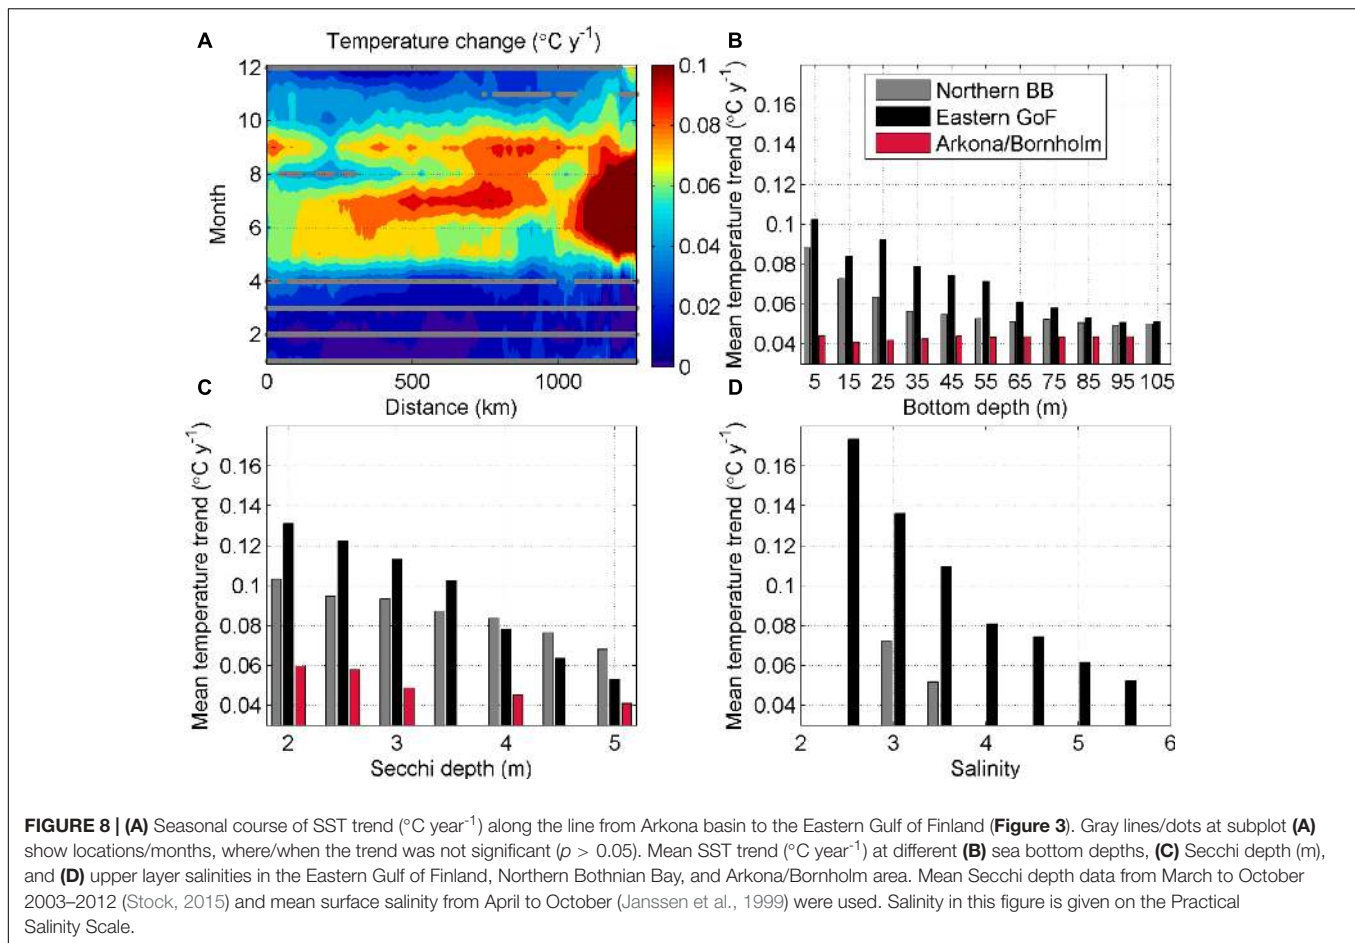 A
Temperature change (°C y-1)
12
10
8
6
4
2
Month
0
500
1000
Distance (km)
0.1
0.08
0.06
0.04
0.02
0
B
Northern BB
Eastern GoF
Arkona/Bornholm
0.16
0.14
0.12
0.1
0.08
0.06
0.04
Mean temperature trend (°C y-1)
5 15 25 35 45 55 65 75 85 95 105
Bottom depth (m)
C
0.16
0.14
0.12
0.1
0.08
0.06
0.04
Mean temperature trend (°C y-1)
2 3 4 5
Secchi depth (m)
D
0.16
0.14
0.12
0.1
0.08
0.06
0.04
Mean temperature trend (°C y-1)
2 3 4 5 6
Salinity
FIGURE 8 | (A) Seasonal course of SST trend (°C year-1) along the line from Arkona basin to the Eastern Gulf of Finland (Figure 3). Gray lines/dots at subplot (A)
show locations/months, where/when the trend was not significant (p > 0.05). Mean SST trend (°C year-1) at different (B) sea bottom depths, (C) Secchi depth (m),
and (D) upper layer salinities in the Eastern Gulf of Finland, Northern Bothnian Bay, and Arkona/Bornholm area. Mean Secchi depth data from March to October
2003–2012 (Stock, 2015) and mean surface salinity from April to October (Janssen et al., 1999) were used. Salinity in this figure is given on the Practical
Salinity Scale.